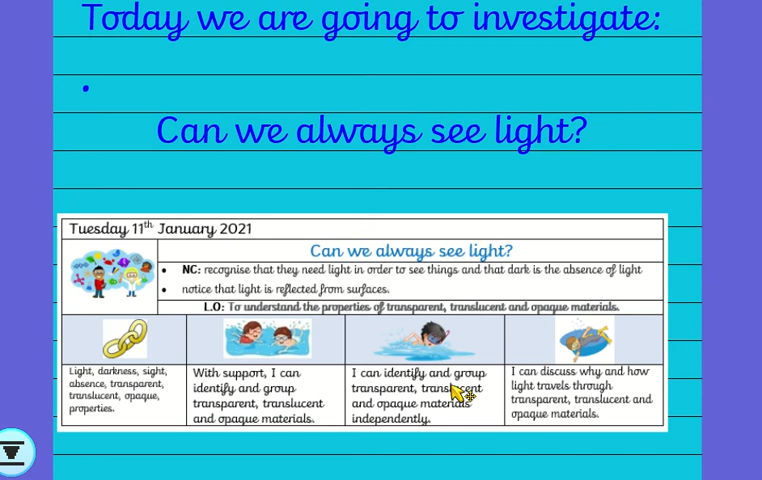 Today we are going to investigate:
Can we always see light?
Tuesday 11th January 2021
Can we always see light?
• NC: recognise that they need light in order to see things and that dark is the absence of light
• notice that light is reflected from surfaces.
L.O: To understand the properties of transparent, translucent and opaque materials.
Light, darkness, sight,
absence, transparent,
translucent, opaque,
properties.
With support, I can
identify and group
transparent, translucent
and opaque materials.
I can identify and group
transparent, translucent
and opaque materials
independently.
I can discuss why and how
light travels through
transparent, translucent and
opaque materials.